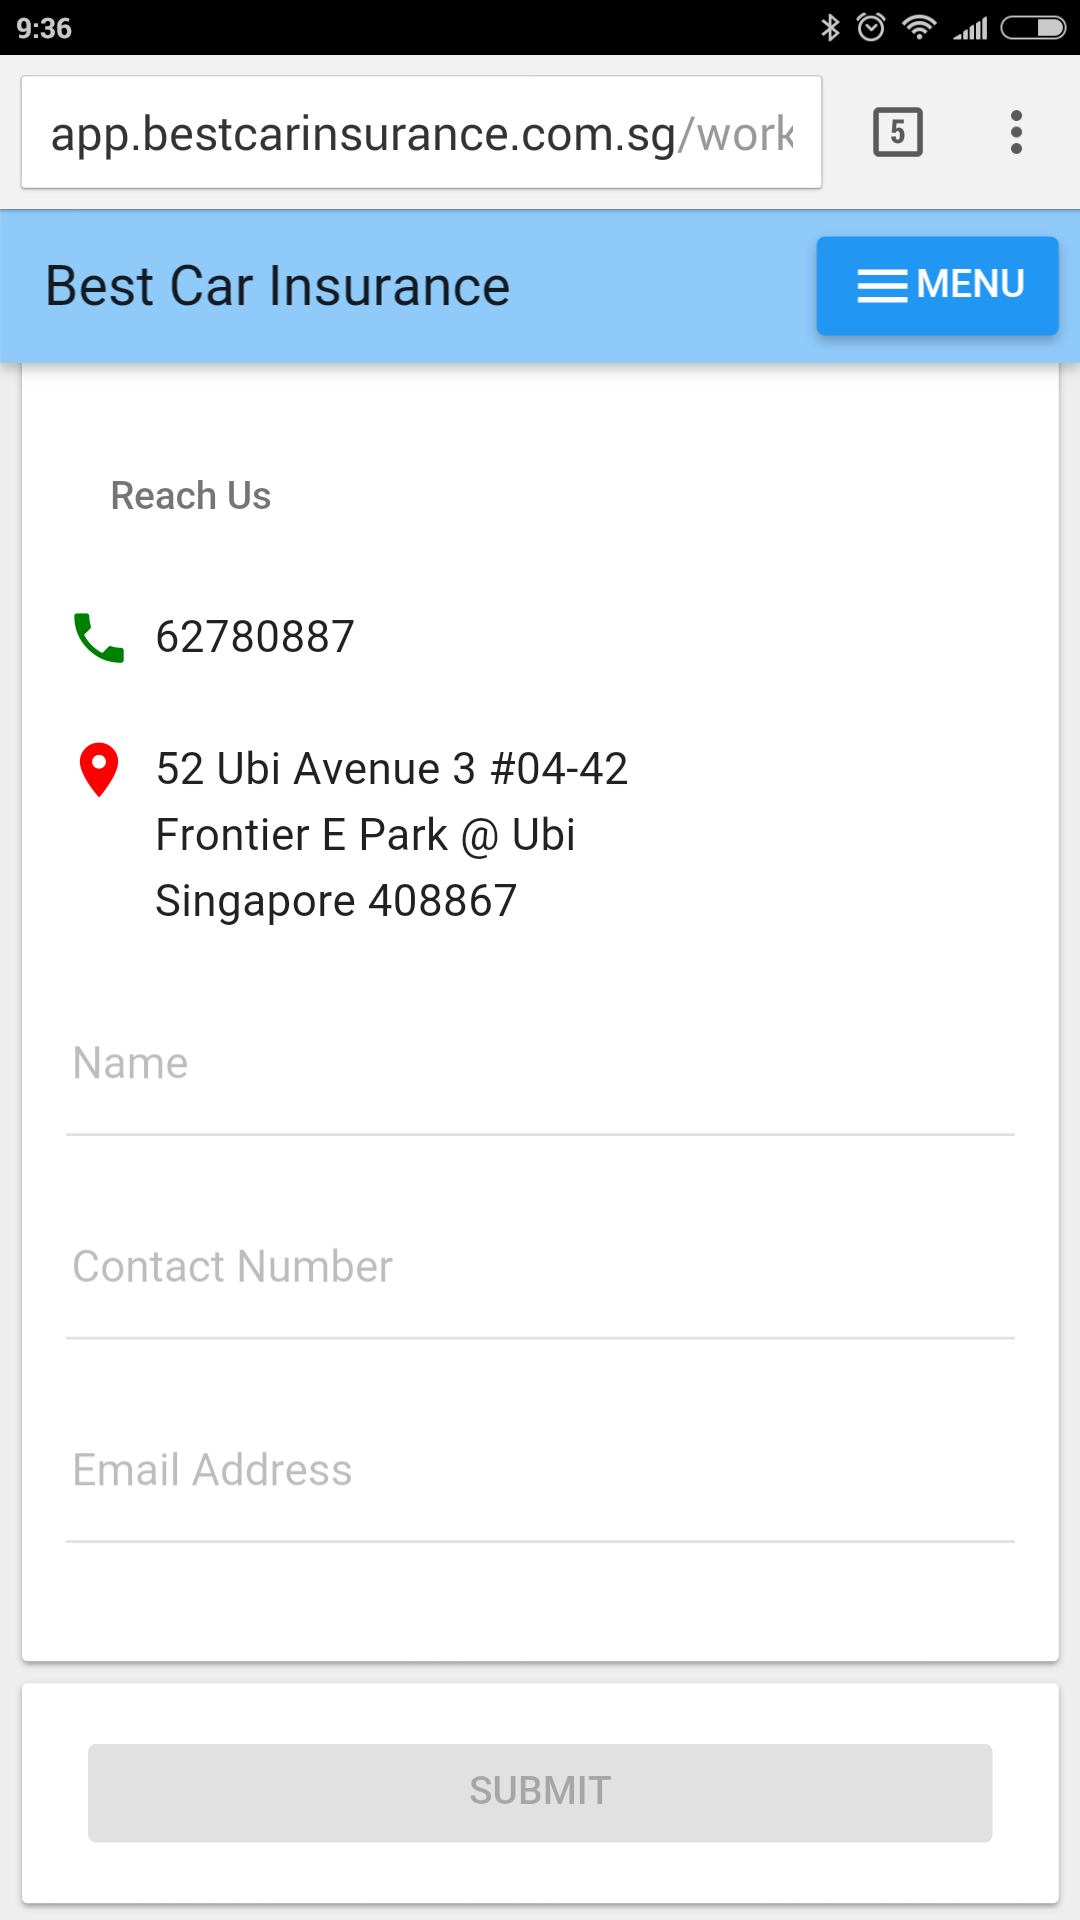 9:36
app.bestcarinsurance.com.sg/work
5
Best Car Insurance
MENU
Reach Us
62780887
52 Ubi Avenue 3 #04-42
Frontier E Park @ Ubi
Singapore 408867
Name
Contact Number
Email Address
SUBMIT